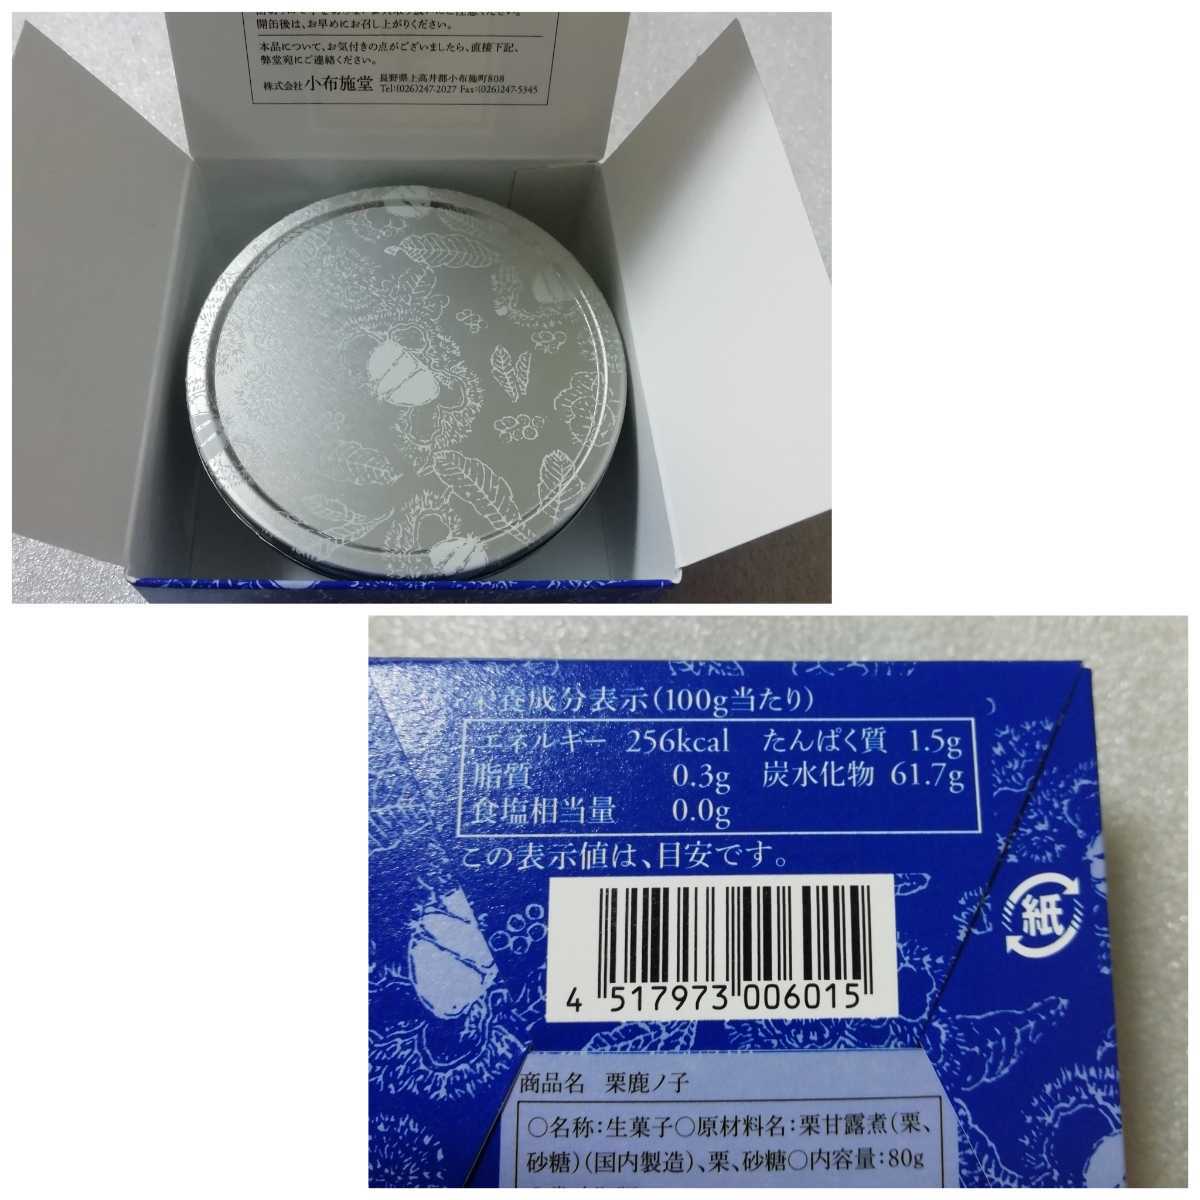 開缶後は、お早めにお召し上がりください。
本品について、お気付きの点がございましたら、直接下記、
弊堂宛にご連絡ください。
株式会社 小布施堂 長野県上高井郡小布施町808
Tel:(026)247-2027 Fax:(026)247-5345
栄養成分表示(100g当たり)
エネルギー 256kcal たんぱく質 1.5g
脂質 0.3g 炭水化物 61.7g
食塩相当量 0.0g
この表示値は、目安です。
紙
4 517973 006015
商品名 栗鹿ノ子
○名称:生菓子○原材料名:栗甘露煮(栗、
砂糖)(国内製造)、栗、砂糖○内容量:80g